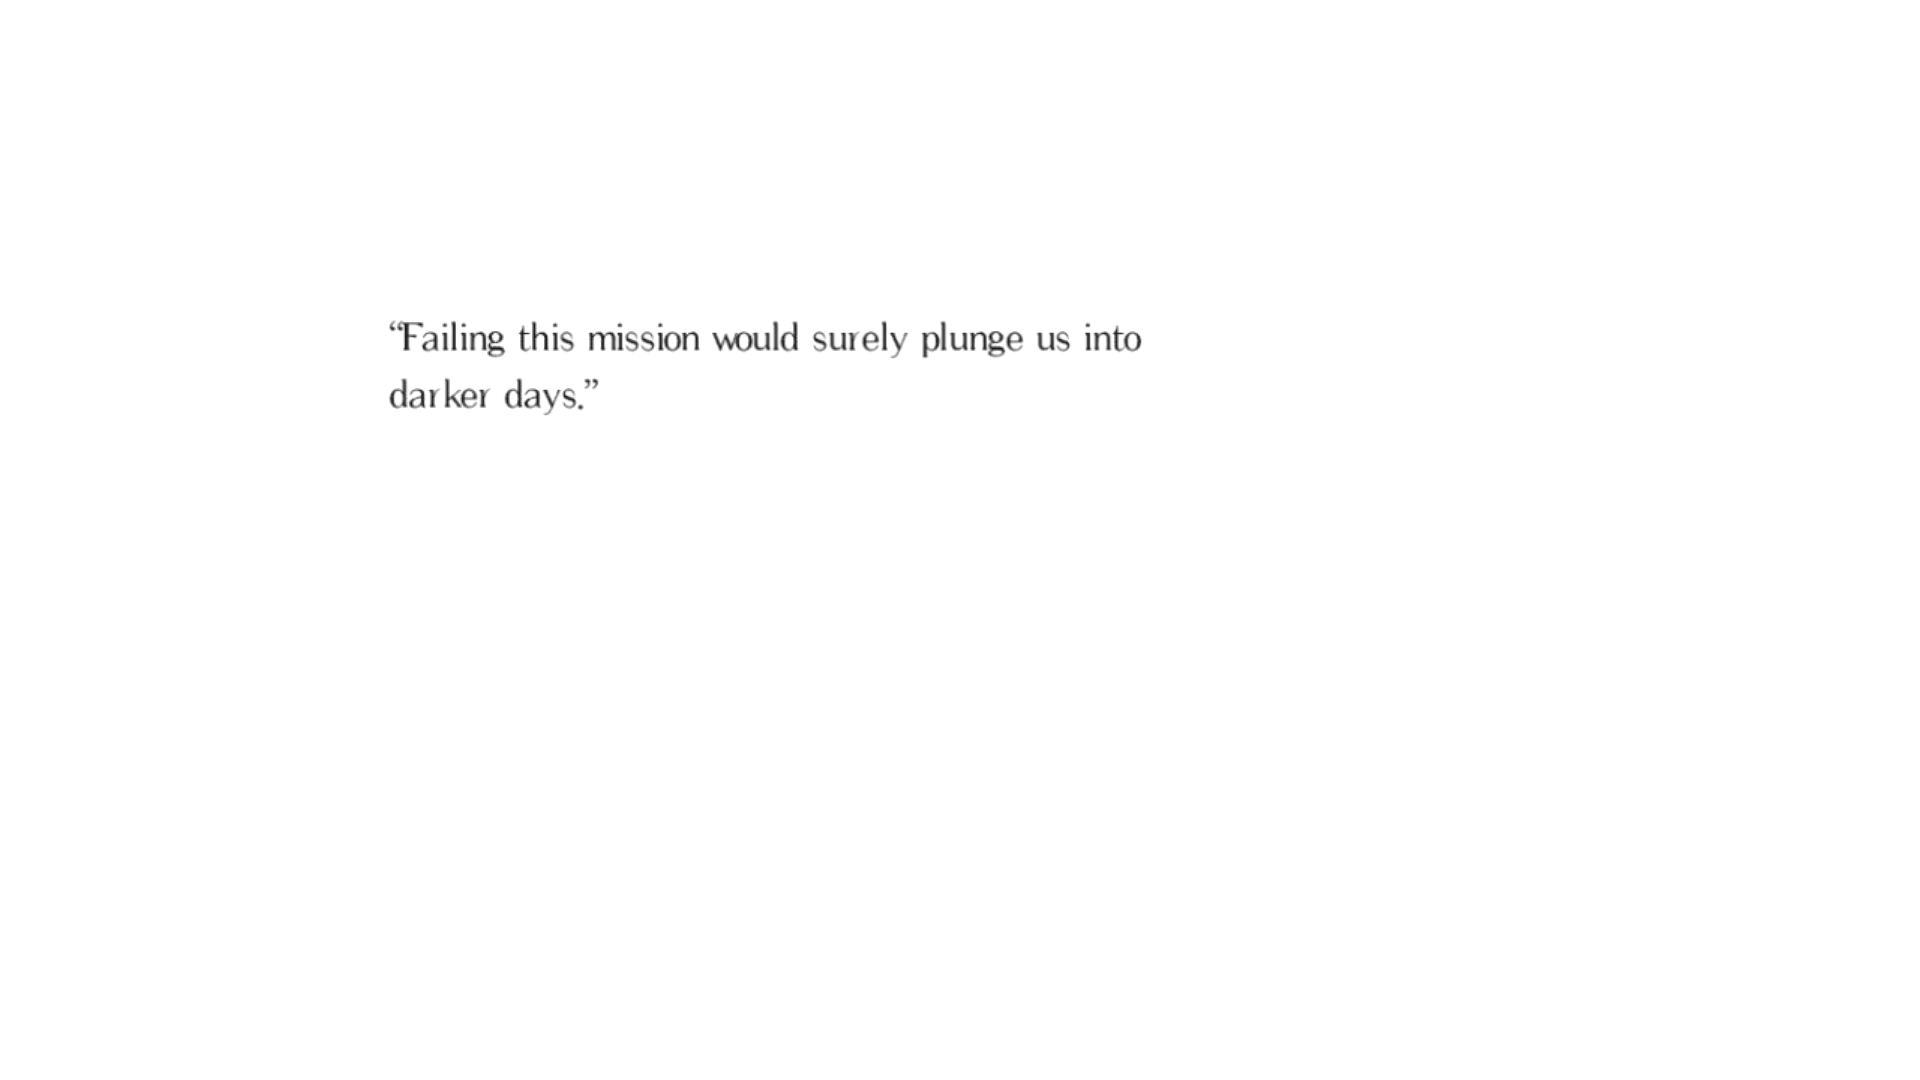 “Failing this mission would surely plunge us into
darker days.”